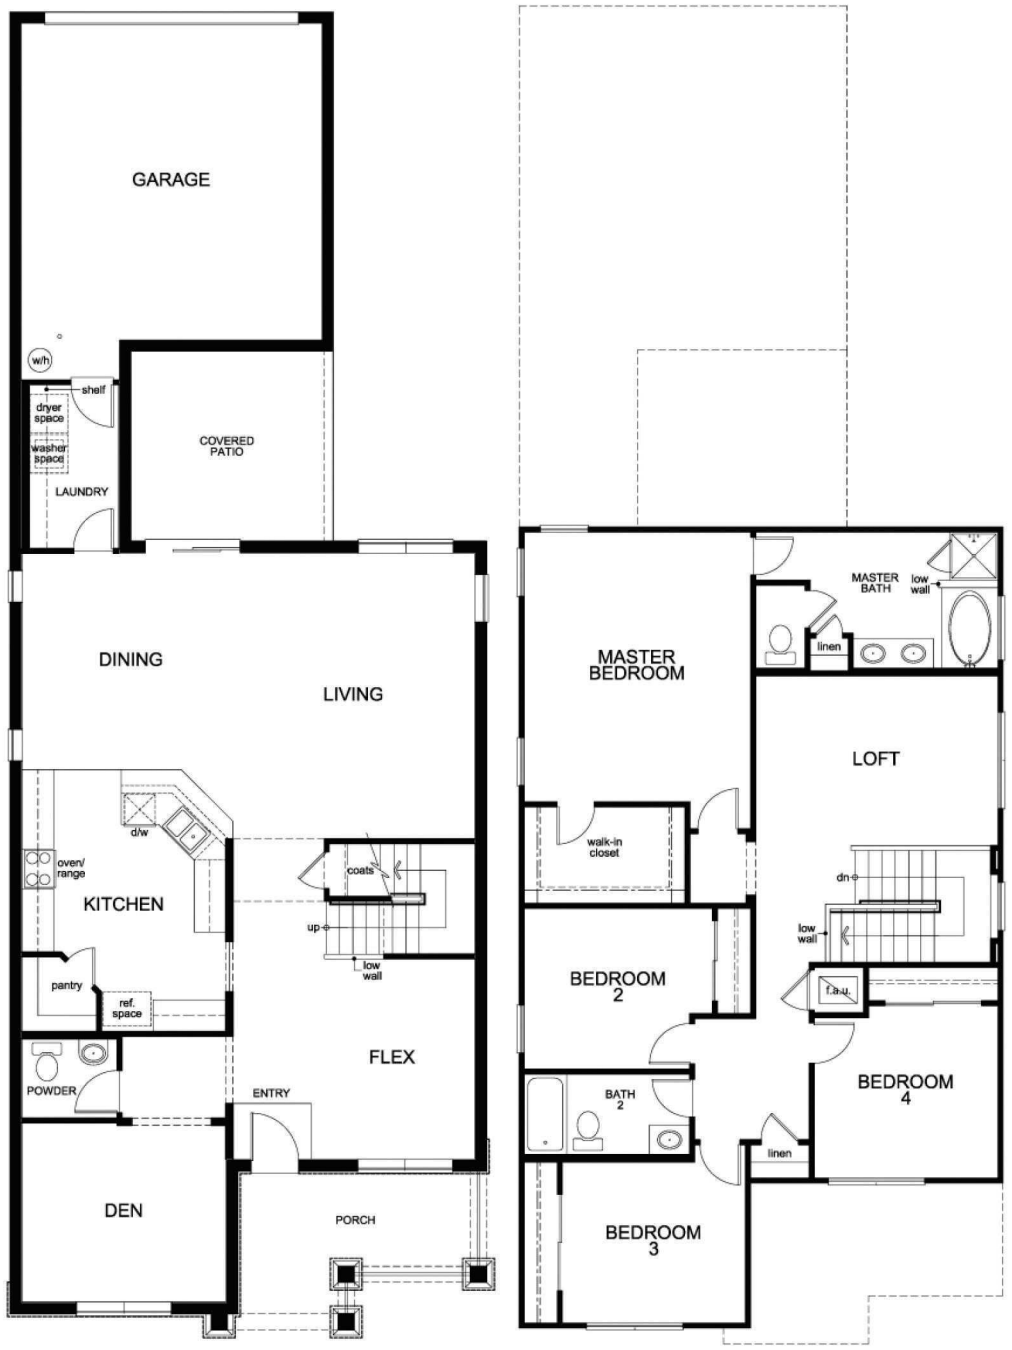 GARAGE
w/h
shelf
dryer
space
washer
space
LAUNDRY
COVERED
PATIO
DINING
LIVING
d/w
oven/
range
KITCHEN
coats
up
low
wall
pantry
ref.
space
FLEX
POWDER
ENTRY
DEN
PORCH
MASTER
BATH
low
wall
linen
MASTER
BEDROOM
LOFT
walk-in
closet
dn
low
wall
BEDROOM
2
f.a.u.
BEDROOM
4
BATH
2
linen
BEDROOM
3